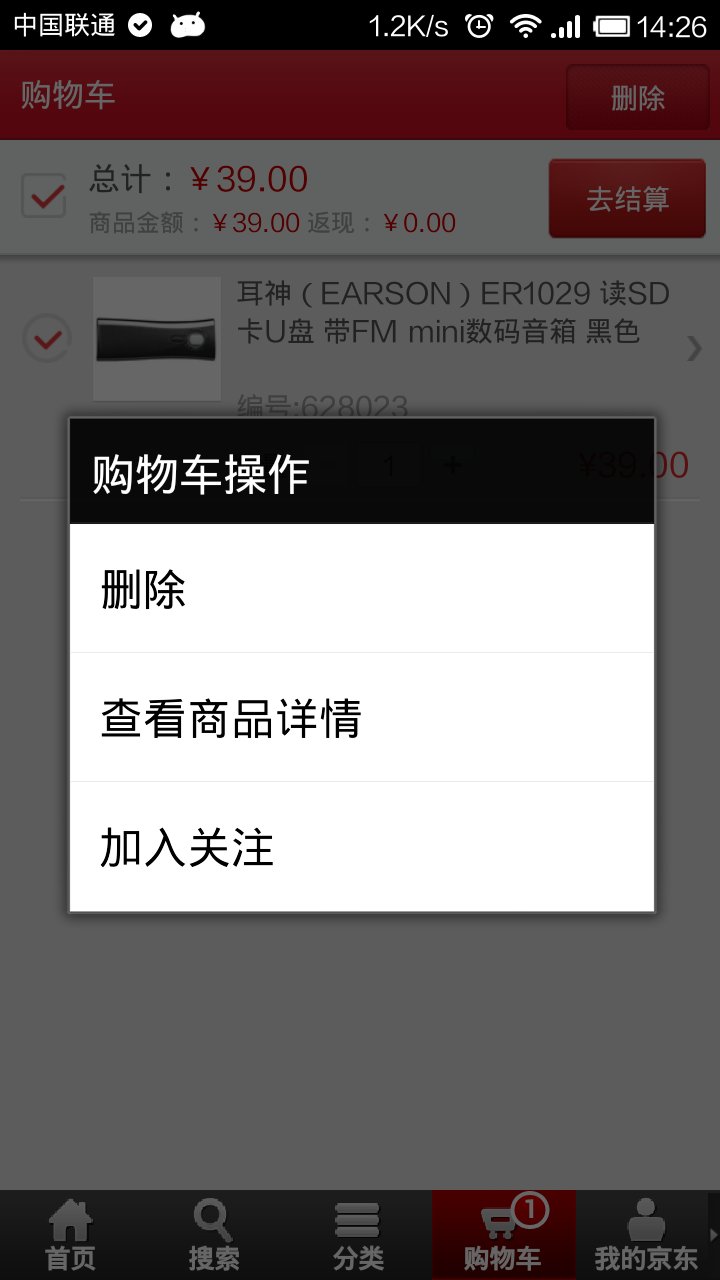 中国联通 1.2K/s 14:26
购物车 删除
总计：￥39.00
商品金额：￥39.00 返现：￥0.00
去结算
耳神（EARSON）ER1029 读SD
卡U盘 带FM mini数码音箱 黑色
编号:628023
1 + ¥39.00
购物车操作
删除
查看商品详情
加入关注
1
首页 搜索 分类 购物车 我的京东